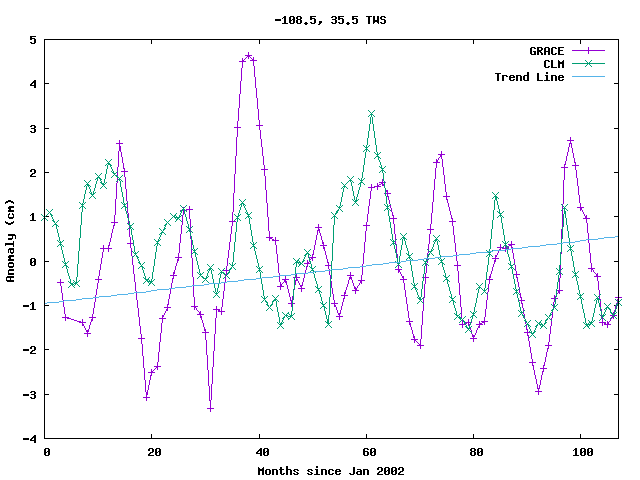 -108.5, 35.5 TWS
GRACE
CLM
Trend Line
5
4
3
2
1
0
-1
-2
-3
-4
Anomaly (cm)
0 20 40 60 80 100
Months since Jan 2002